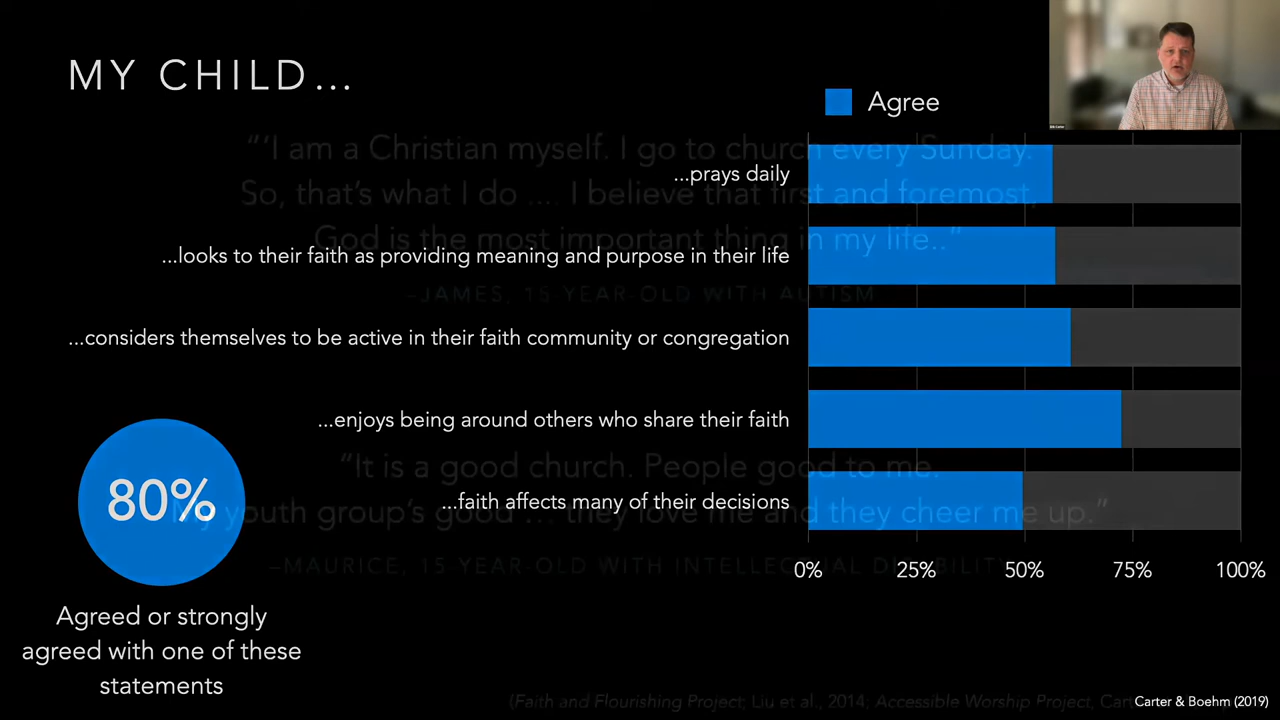 MY CHILD...
Agree
"'I am a Christian myself. I go to church every Sunday.
...prays daily
So, that's what I do .... I believe that first and foremost,
God is the most important thing in my life.."
...looks to their faith as providing meaning and purpose in their life
–JAMES, 15-YEAR-OLD WITH AUTISM
...considers themselves to be active in their faith community or congregation
...enjoys being around others who share their faith
"It is a good church. People good to me.
80%
...faith affects many of their decisions
My youth group's good ... they love me and they cheer me up."
–MAURICE, 15-YEAR-OLD WITH INTELLECTUAL DISABILITY
0% 25% 50% 75% 100%
Agreed or strongly
agreed with one of these
statements
(Faith and Flourishing Project; Liu et al., 2014; Accessible Worship Project,
Carter & Boehm (2019)